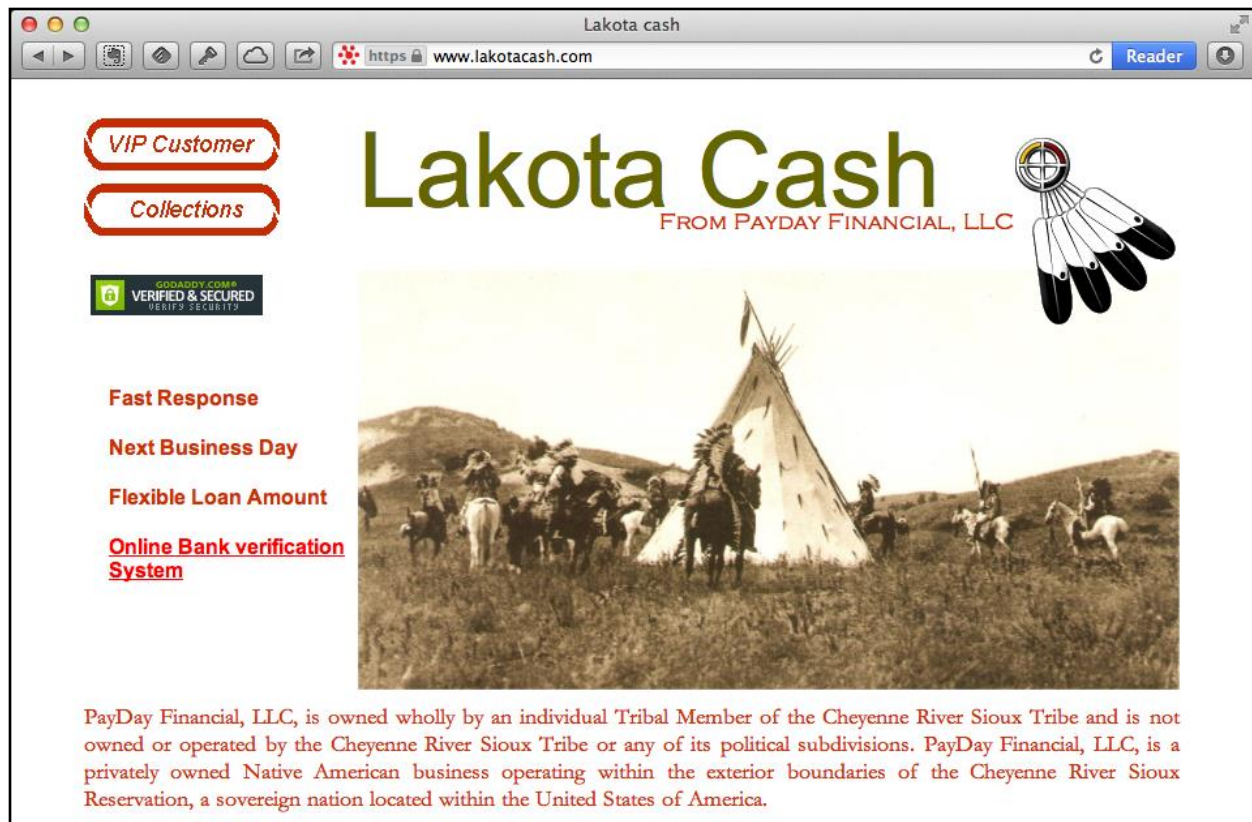 Lakota cash
https www.lakotacash.com
Reader
VIP Customer
Collections
Lakota Cash
FROM PAYDAY FINANCIAL, LLC
GODADDY.COM®
VERIFIED & SECURED
VERIFY SECURITY
Fast Response
Next Business Day
Flexible Loan Amount
Online Bank verification
System
PayDay Financial, LLC, is owned wholly by an individual Tribal Member of the Cheyenne River Sioux Tribe and is not
owned or operated by the Cheyenne River Sioux Tribe or any of its political subdivisions. PayDay Financial, LLC, is a
privately owned Native American business operating within the exterior boundaries of the Cheyenne River Sioux
Reservation, a sovereign nation located within the United States of America.